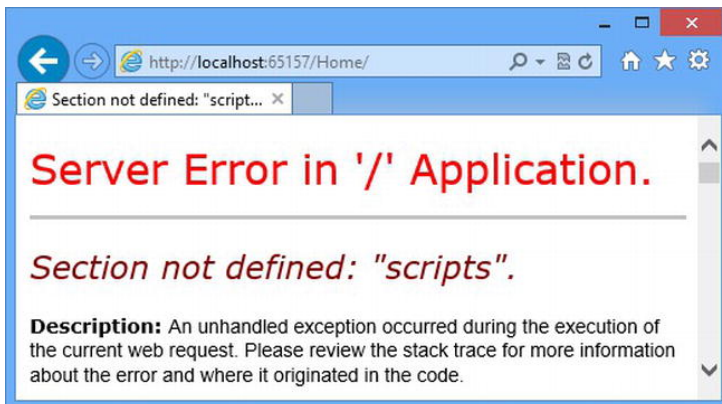 http://localhost:65157/Home/
Section not defined: "script...
Server Error in '/' Application.
Section not defined: "scripts".
Description: An unhandled exception occurred during the execution of
the current web request. Please review the stack trace for more information
about the error and where it originated in the code.